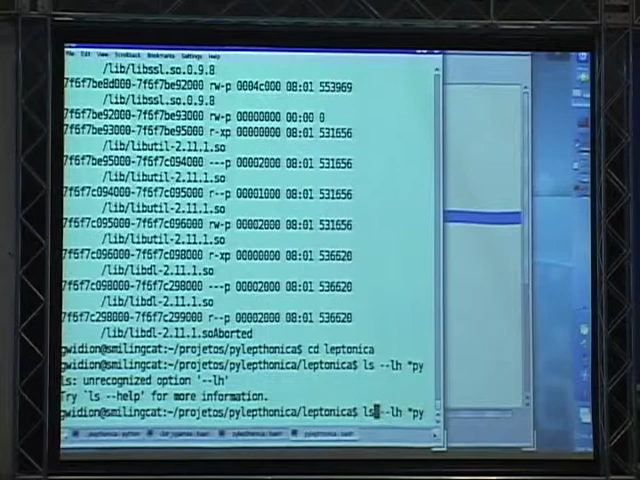 File Edit View Scrollback Bookmarks Settings Help
/lib/libssl.so.0.9.8
7f6f7be8d000-7f6f7be92000 rw-p 0004c000 08:01 553969
/lib/libssl.so.0.9.8
7f6f7be92000-7f6f7be93000 rw-p 00000000 00:00 0
7f6f7be93000-7f6f7be95000 r-xp 00000000 08:01 531656
/lib/libutil-2.11.1.so
7f6f7be95000-7f6f7c094000 ---p 00002000 08:01 531656
/lib/libutil-2.11.1.so
7f6f7c094000-7f6f7c095000 r--p 00001000 08:01 531656
/lib/libutil-2.11.1.so
7f6f7c095000-7f6f7c096000 rw-p 00002000 08:01 531656
/lib/libutil-2.11.1.so
7f6f7c096000-7f6f7c098000 r-xp 00000000 08:01 536620
/lib/libdl-2.11.1.so
7f6f7c098000-7f6f7c298000 ---p 00002000 08:01 536620
/lib/libdl-2.11.1.so
7f6f7c298000-7f6f7c299000 r--p 00002000 08:01 536620
/lib/libdl-2.11.1.soAborted
gwidion@smilingcat:~/projetos/pylepthonica$ cd leptonica
gwidion@smilingcat:~/projetos/pylepthonica/leptonica$ ls --lh *py
ls: unrecognized option '--lh'
Try `ls --help' for more information.
gwidion@smilingcat:~/projetos/pylepthonica/leptonica$ ls --lh *py